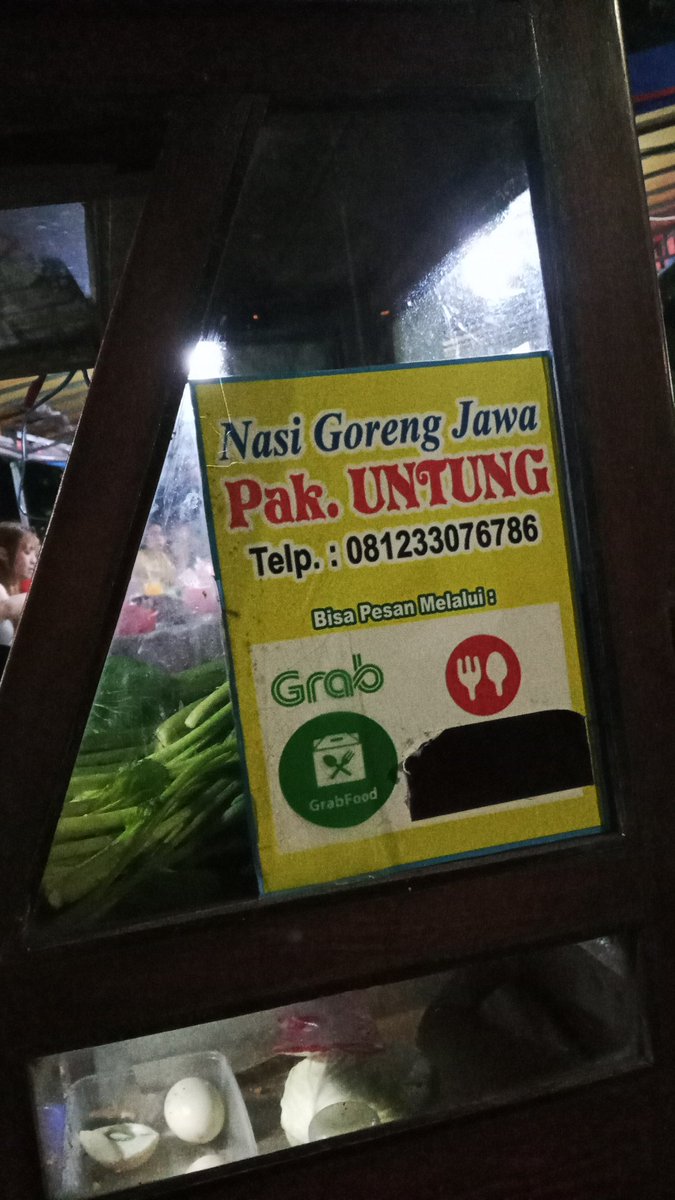 Nasi Goreng Jawa
Pak. UNTUNG
Telp. : 081233076786
Bisa Pesan Melalui :
Grab
GrabFood